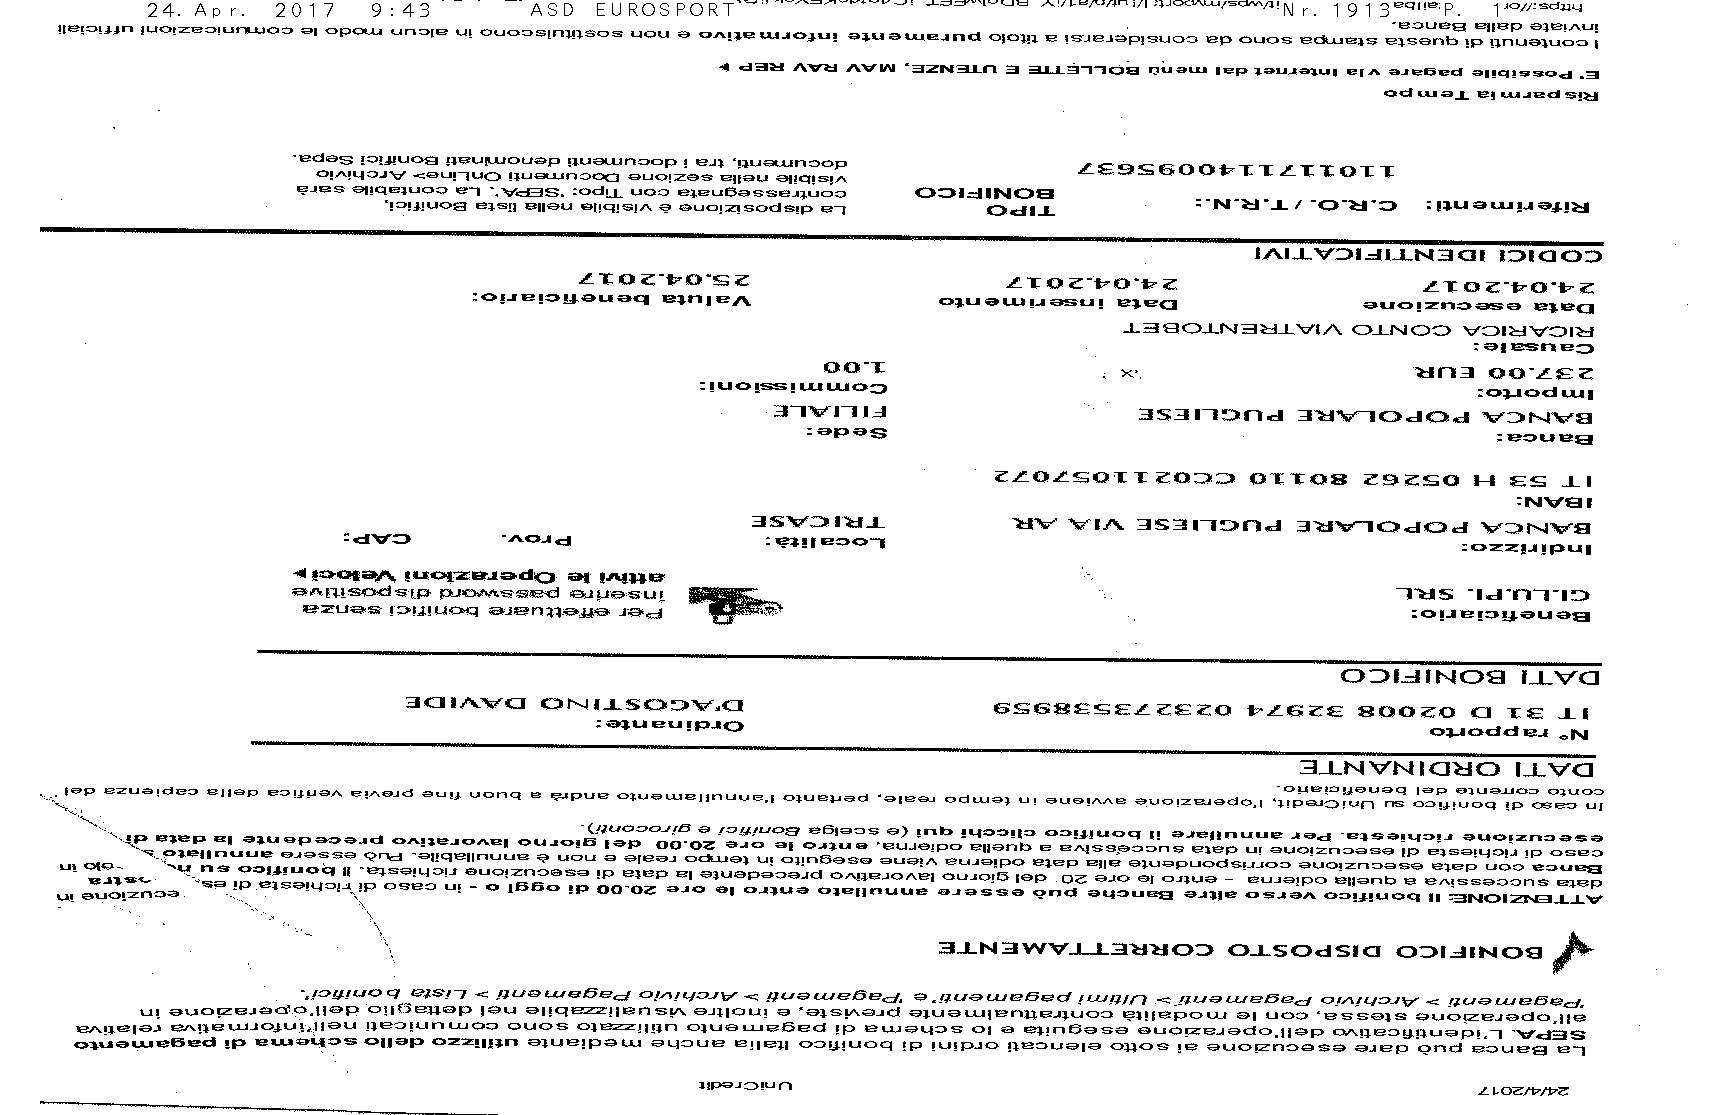 24. Apr. 2017 9:43 ASD EUROSPORT Nr. 1913 P. 1
24/4/2017 UniCredit
La Banca può dare esecuzione ai sotto elencati ordini di bonifico Italia anche mediante utilizzo dello schema di pagamento
SEPA. L'identificativo dell'operazione eseguita e lo schema di pagamento utilizzato sono comunicati nell'informativa relativa
all'operazione stessa, con le modalità contrattualmente previste, e inoltre visualizzabile nel dettaglio dell'operazione in
'Pagamenti > Archivio Pagamenti > Ultimi pagamenti' e 'Pagamenti > Archivio Pagamenti > Lista bonifici'.
BONIFICO DISPOSTO CORRETTAMENTE
ATTENZIONE: Il bonifico verso altre Banche può essere annullato entro le ore 20.00 di oggi o - in caso di richiesta di esecuzione in
data successiva a quella odierna - entro le ore 20. del giorno lavorativo precedente la data di esecuzione richiesta. Il bonifico su
Banca con data esecuzione corrispondente alla data odierna viene eseguito in tempo reale e non è annullabile. Può essere annullato
caso di richiesta di esecuzione in data successiva a quella odierna, entro le ore 20.00 del giorno lavorativo precedente la data di
esecuzione richiesta. Per annullare il bonifico clicchi qui (e scelga Bonifici e giroconti).
In caso di bonifico su UniCredit, l'operazione avviene in tempo reale, pertanto l'annullamento andrà a buon fine previa verifica della capienza del
conto corrente del beneficiario.
DATI ORDINANTE
N° rapporto Ordinante:
IT 31 D 02008 32974 023273538959 D'AGOSTINO DAVIDE
DATI BONIFICO
Beneficiario:
GI.LU.PI. SRL
Per effettuare bonifici senza
inserire password dispositive
attivi le Operazioni Veloci
Indirizzo: Località: Prov. CAP:
BANCA POPOLARE PUGLIESE VIA AR TRICASE
IBAN:
IT 53 H 05262 80110 CC0211057072
Banca: Sede:
BANCA POPOLARE PUGLIESE FILIALE
Importo: Commissioni:
237.00 EUR 1.00
Causale:
RICARICA CONTO VIATRENTOBET
Data esecuzione Data inserimento Valuta beneficiario:
24.04.2017 24.04.2017 25.04.2017
CODICI IDENTIFICATIVI
Riferimenti: C.R.O. / T.R.N.: TIPO BONIFICO
1101171140095637
La disposizione è visibile nella lista Bonifici,
contrassegnata con Tipo: 'SEPA'. La contabile sarà
visibile nella sezione Documenti OnLine> Archivio
documenti, tra i documenti denominati Bonifici Sepa.
Risparmia Tempo
E' Possibile pagare via Internet dal menù BOLLETTE E UTENZE, MAV RAV REP
I contenuti di questa stampa sono da considerarsi a titolo puramente informativo e non sostituiscono in alcun modo le comunicazioni ufficiali
inviate dalla Banca.